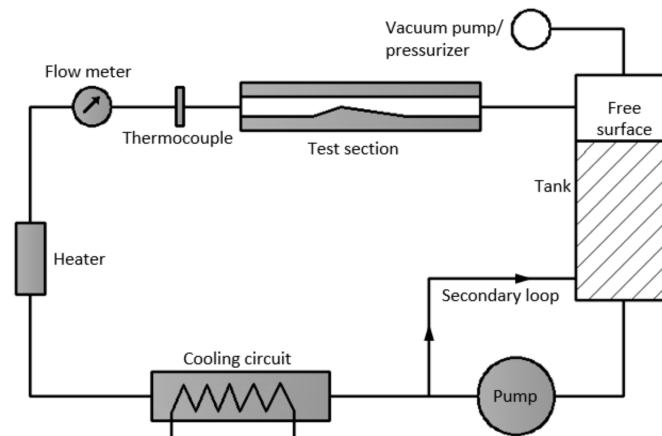 Vacuum pump/
pressurizer
Flow meter
Thermocouple
Test section
Free
surface
Tank
Heater
Secondary loop
Cooling circuit
Pump